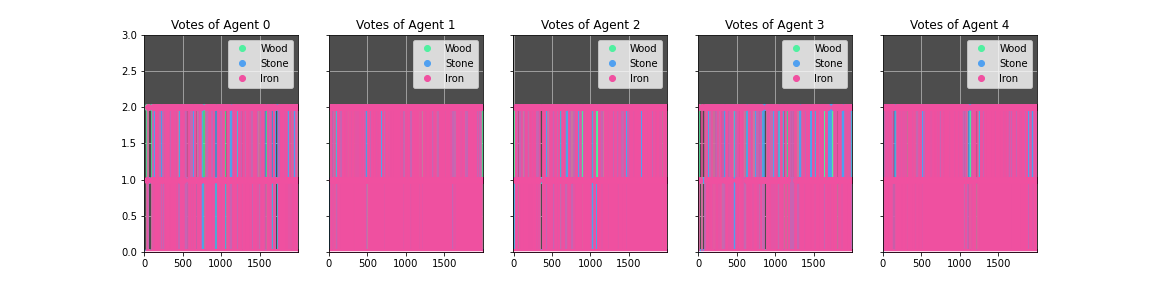 Votes of Agent 0
Votes of Agent 1
Votes of Agent 2
Votes of Agent 3
Votes of Agent 4
3.0
2.5
2.0
1.5
1.0
0.5
0.0
Wood
Stone
Iron
Wood
Stone
Iron
Wood
Stone
Iron
Wood
Stone
Iron
Wood
Stone
Iron
0 500 1000 1500
0 500 1000 1500
0 500 1000 1500
0 500 1000 1500
0 500 1000 1500